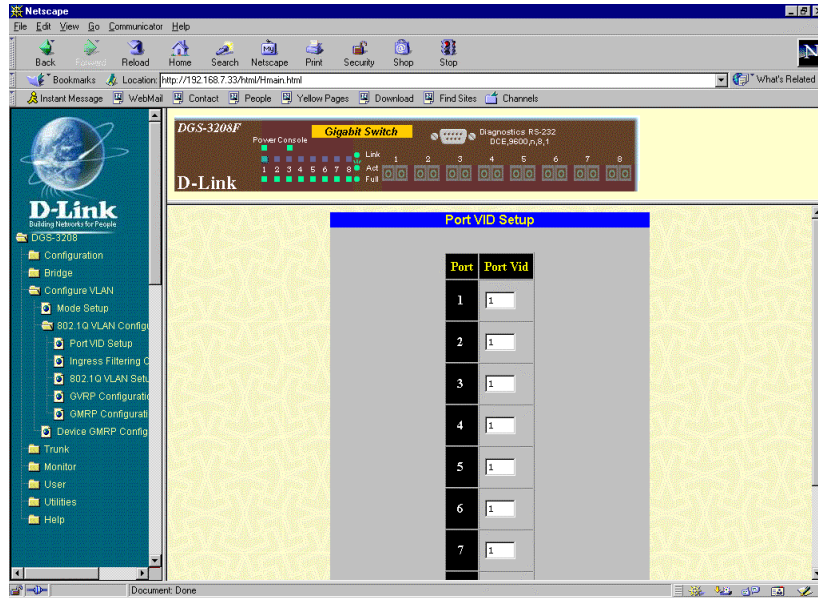 Netscape
File Edit View Go Communicator Help
Back Forward Reload Home Search Netscape Print Security Shop Stop
Bookmarks Location: http://192.168.7.33/html/Hmain.html What's Related
Instant Message WebMail Contact People Yellow Pages Download Find Sites Channels
D-Link
Building Networks for People
DGS-3208
Configuration
Bridge
Configure VLAN
Mode Setup
802.1Q VLAN Configu
Port VID Setup
Ingress Filtering C
802.1Q VLAN Setu
GVRP Configuratio
GMRP Configurati
Device GMRP Config
Trunk
Monitor
User
Utilities
Help
DGS-3208F
Gigabit Switch
Power Console
Diagnostics RS-232
DCE,9600,n,8,1
Link
1 2 3 4 5 6 7 8
Act
Full
1 2 3 4 5 6 7 8
D-Link
Port VID Setup
Port Port Vid
1 1
2 1
3 1
4 1
5 1
6 1
7 1
Document: Done